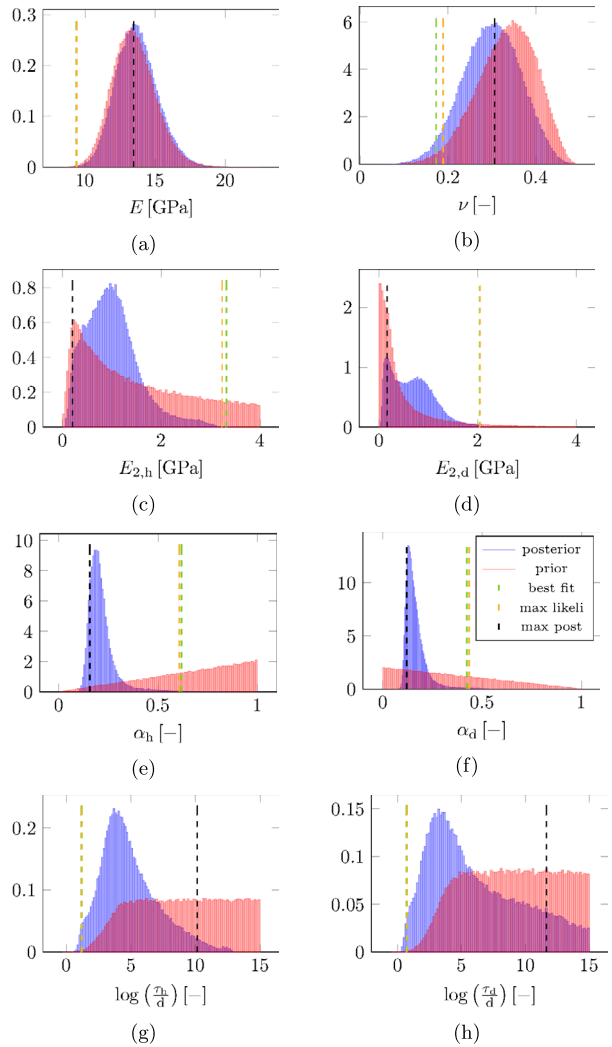 0.3
0.2
0.1
0
10
15
20
E [GPa]
(a)
6
4
2
0
0
0.2
0.4
ν [−]
(b)
0.8
0.6
0.4
0.2
0
0
2
4
E2,h [GPa]
(c)
2
1
0
0
2
4
E2,d [GPa]
(d)
10
8
6
4
2
0
0
0.5
1
αh [−]
(e)
10
5
0
0
0.5
1
αd [−]
(f)
posterior
prior
best fit
max likeli
max post
0.2
0.1
0
0
5
10
15
log (τh/d) [−]
(g)
0.15
0.1
0.05
0
0
5
10
15
log (τd/d) [−]
(h)